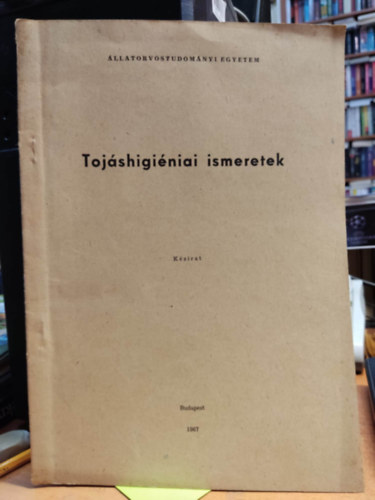 ÁLLATORVOSTUDOMÁNYI EGYETEM
Tojáshigiéniai ismeretek
Kézirat
Budapest
1967